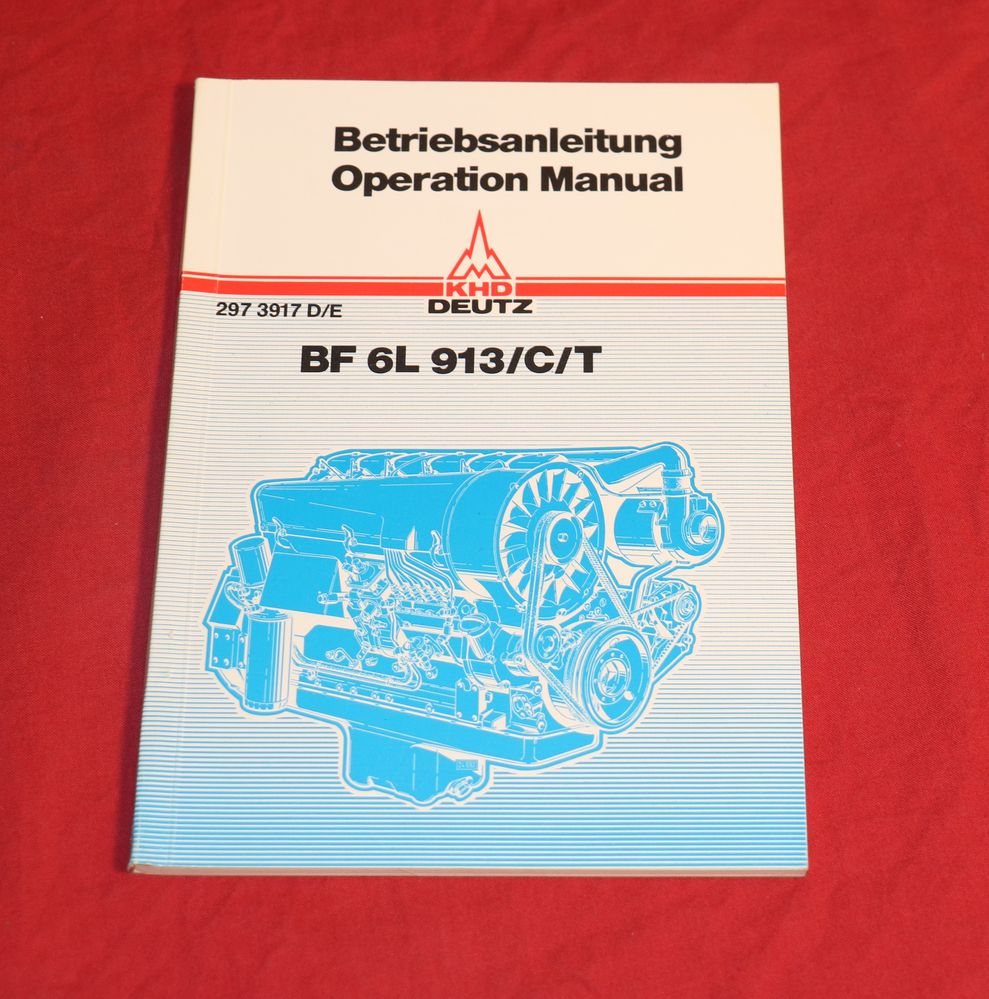 Betriebsanleitung
Operation Manual
KHD
DEUTZ
297 3917 D/E
BF 6L 913/C/T